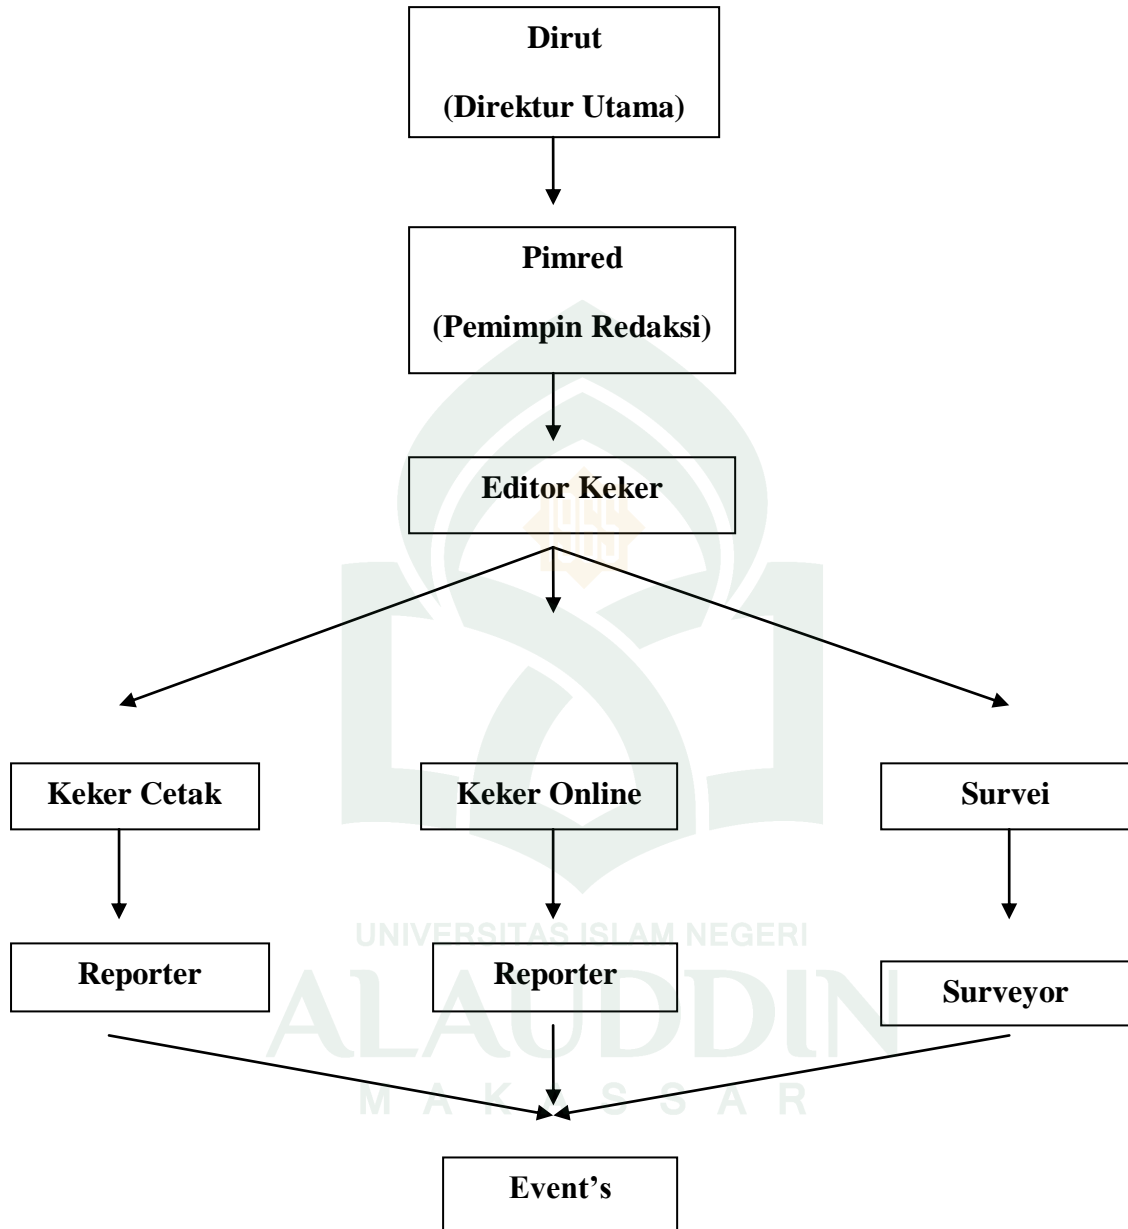 Dirut
(Direktur Utama)
Pimred
(Pemimpin Redaksi)
Editor Keker
Keker Cetak
Keker Online
Survei
UNIVERSITAS ISLAM NEGERI
Reporter
Reporter
Surveyor
ALAUDDIN
MAKASSAR
Event's